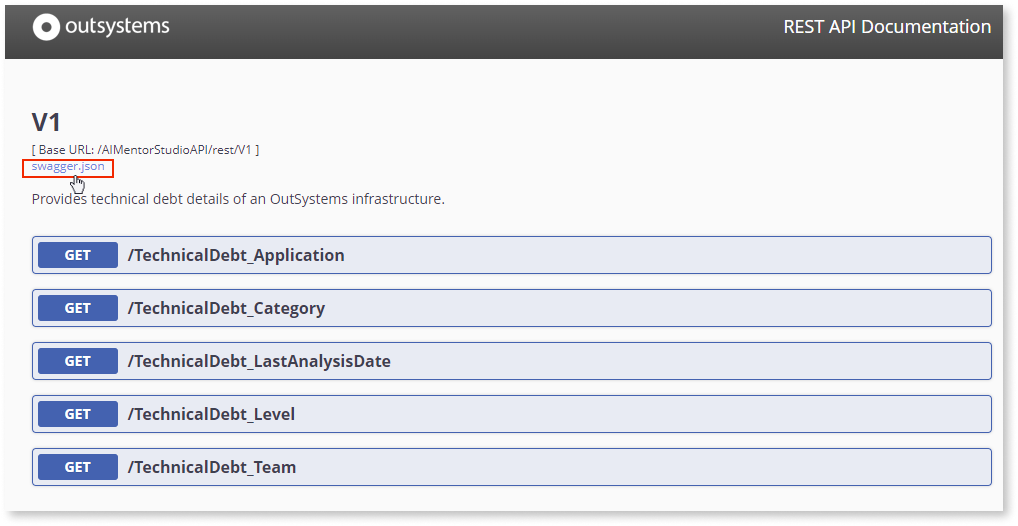 outsystems
REST API Documentation
V1
[ Base URL: /AIMentorStudioAPI/rest/V1 ]
swagger.json
Provides technical debt details of an OutSystems infrastructure.
GET /TechnicalDebt_Application
GET /TechnicalDebt_Category
GET /TechnicalDebt_LastAnalysisDate
GET /TechnicalDebt_Level
GET /TechnicalDebt_Team